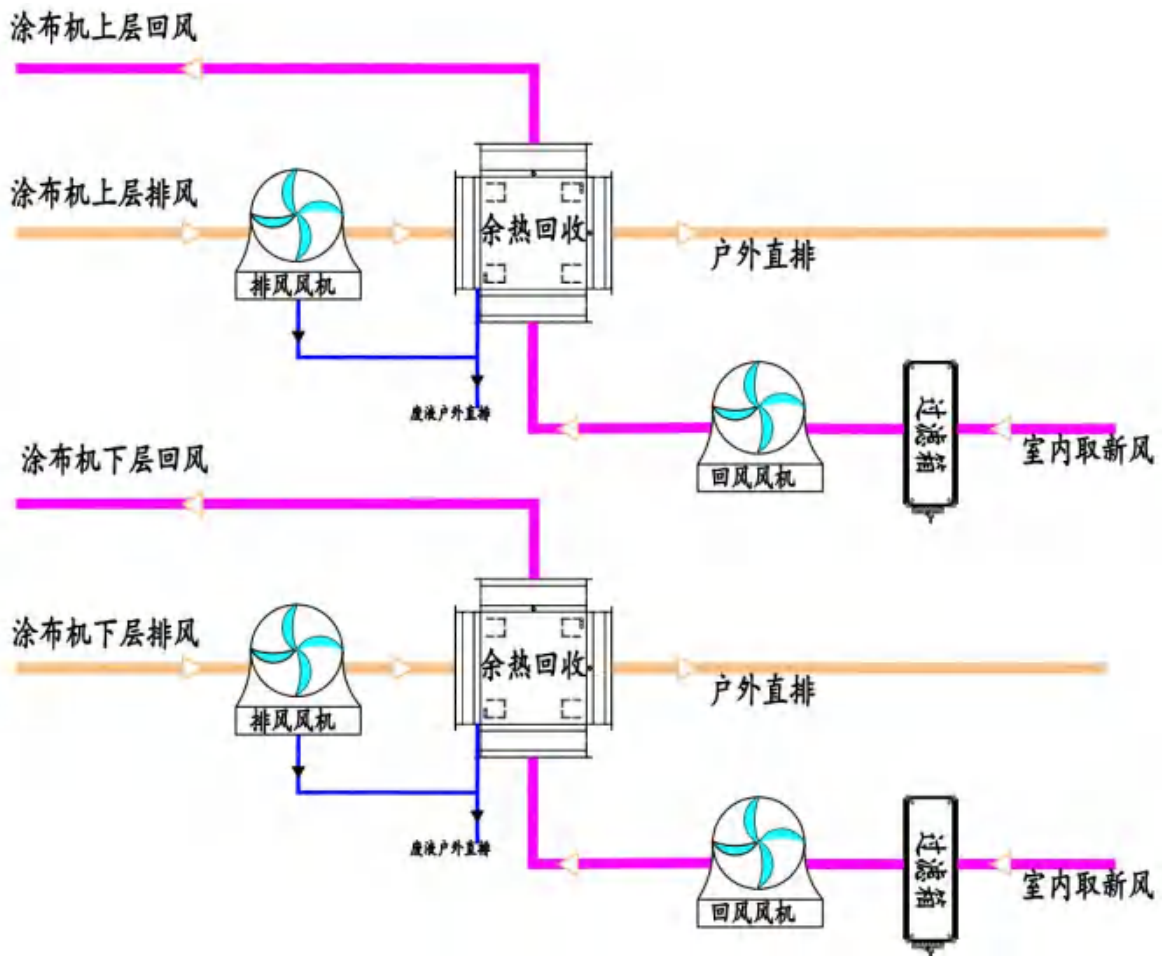 涂布机上层回风
涂布机上层排风
余热回收
户外直排
排风风机
废液户外直排
过滤箱
室内取新风
回风风机
涂布机下层回风
涂布机下层排风
余热回收
户外直排
排风风机
废液户外直排
过滤箱
室内取新风
回风风机